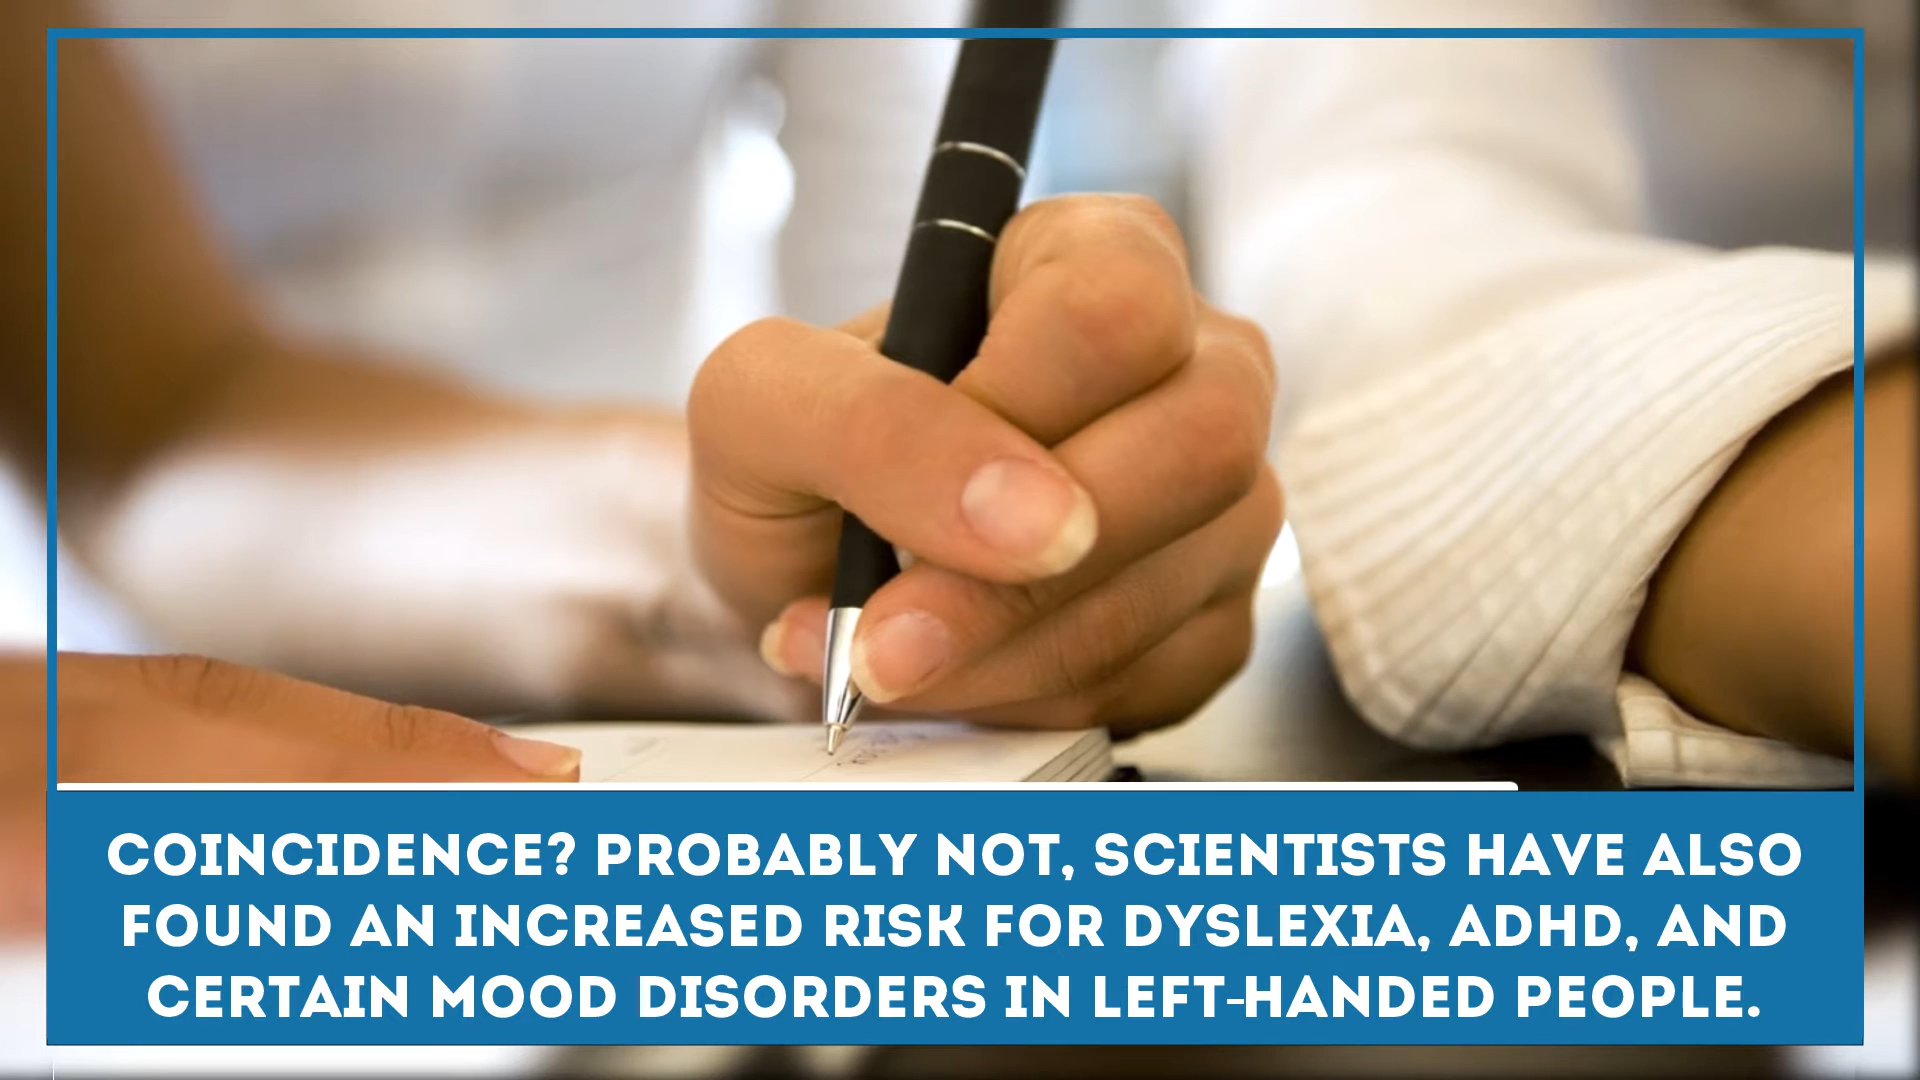 COINCIDENCE? PROBABLY NOT, SCIENTISTS HAVE ALSO
FOUND AN INCREASED RISK FOR DYSLEXIA, ADHD, AND
CERTAIN MOOD DISORDERS IN LEFT-HANDED PEOPLE.